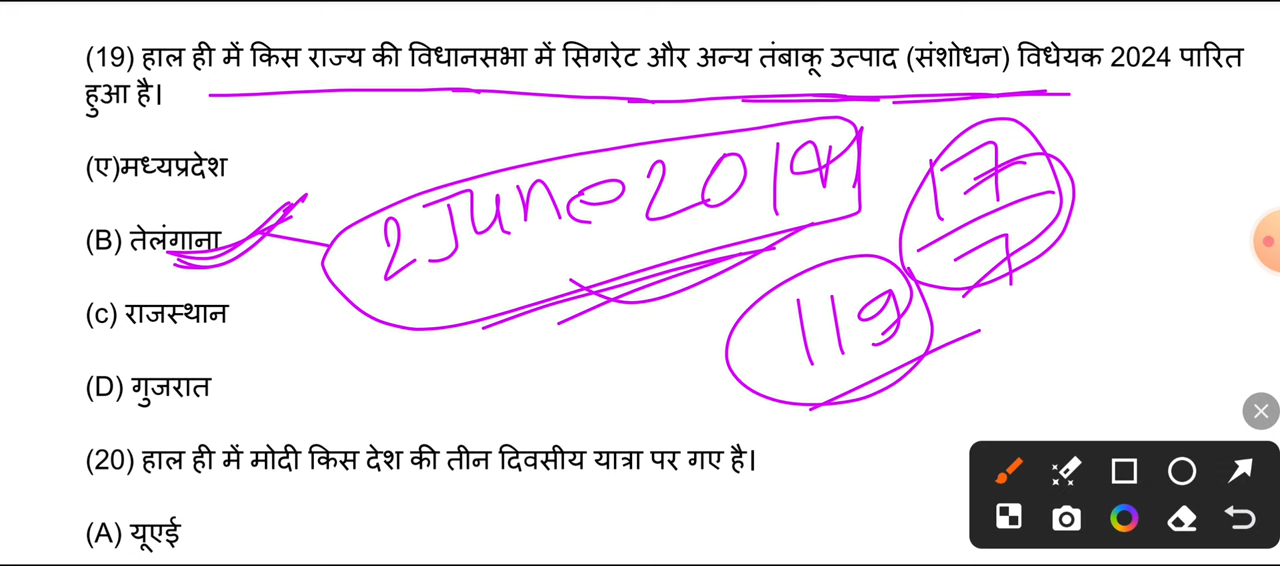 (19) हाल ही में किस राज्य की विधानसभा में सिगरेट और अन्य तंबाकू उत्पाद (संशोधन) विधेयक 2024 पारित
हुआ है।
(ए)मध्यप्रदेश
2 June 2014
17
(B) तेलंगाना
7
(c) राजस्थान
119
(D) गुजरात
(20) हाल ही में मोदी किस देश की तीन दिवसीय यात्रा पर गए है।
(A) यूएई